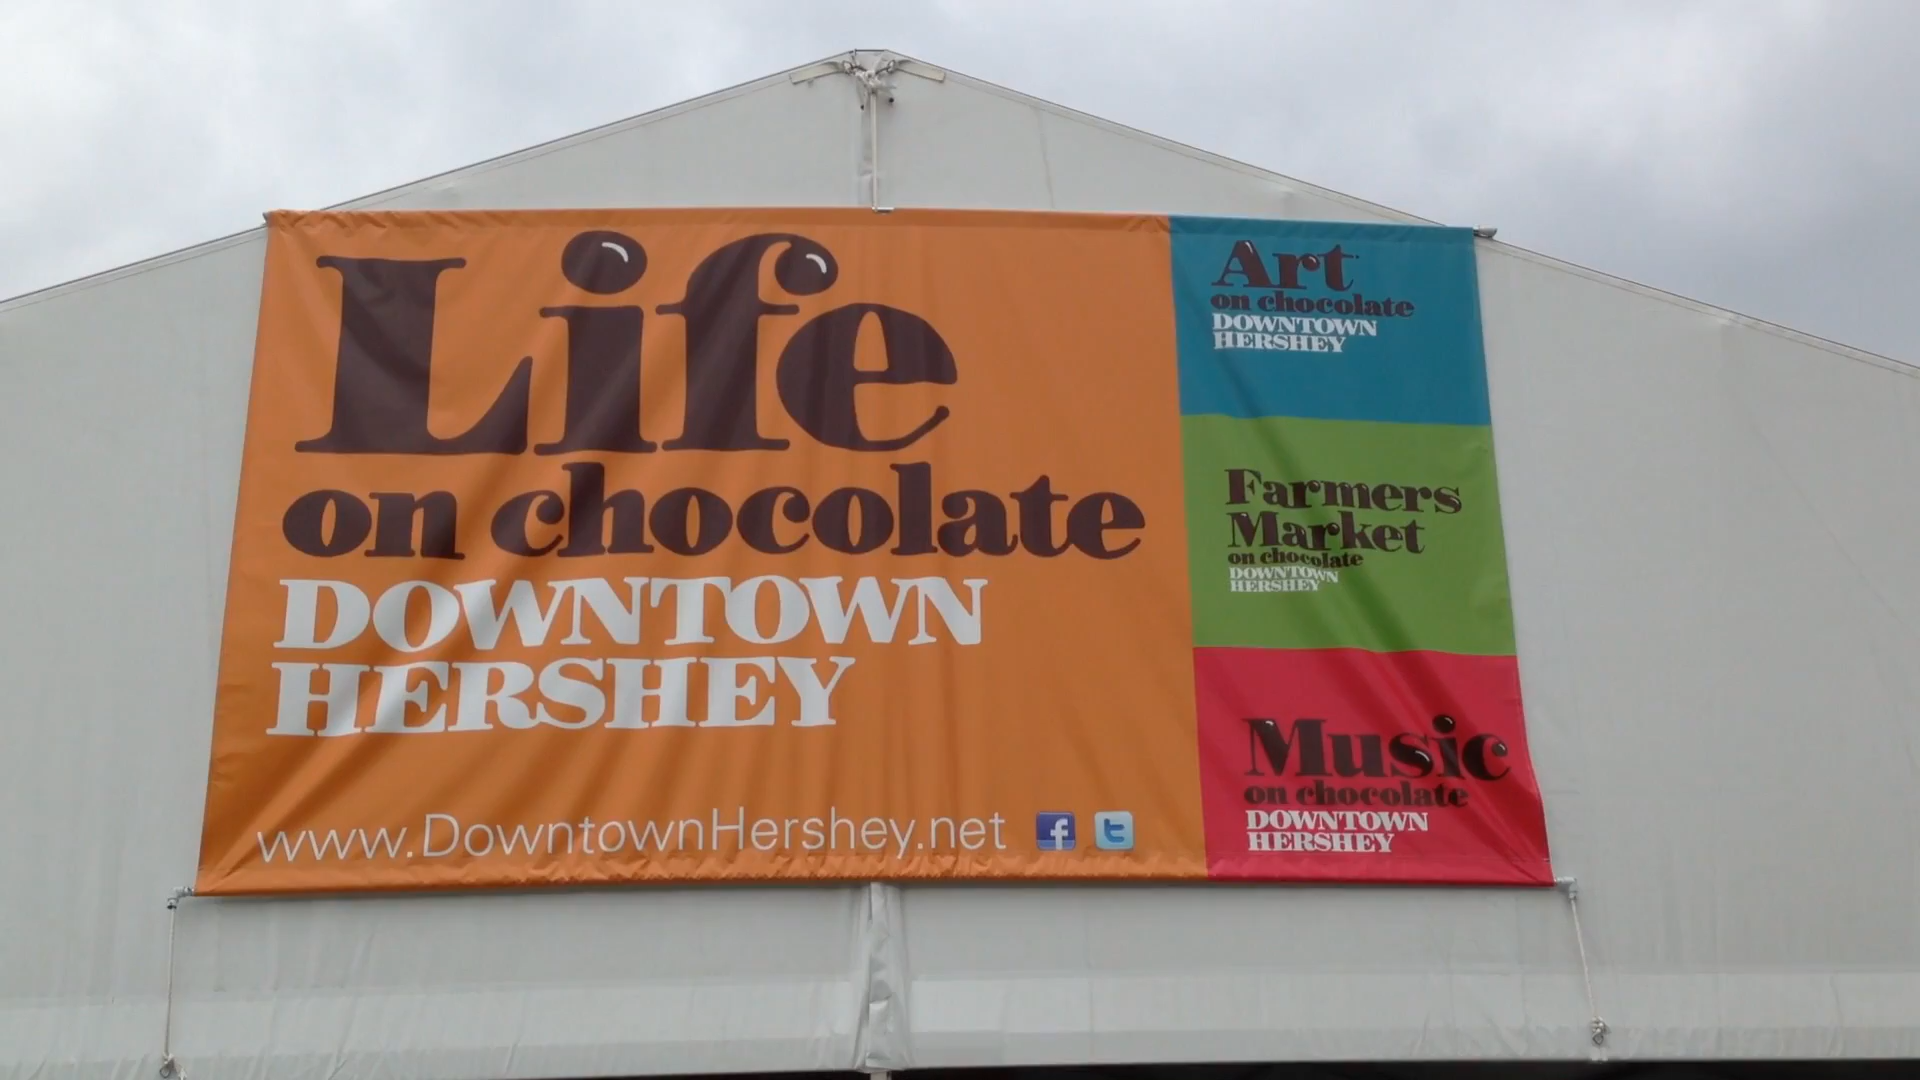 Life
on chocolate
DOWNTOWN
HERSHEY
www.DowntownHershey.net
Art
on chocolate
DOWNTOWN
HERSHEY
Farmers
Market
on chocolate
DOWNTOWN
HERSHEY
Music
on chocolate
DOWNTOWN
HERSHEY